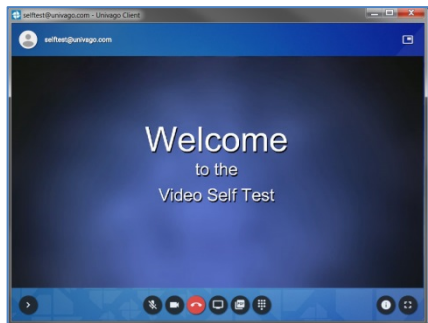 selftest@univago.com - Univago Client
selftest@univago.com
Welcome
to the
Video Self Test